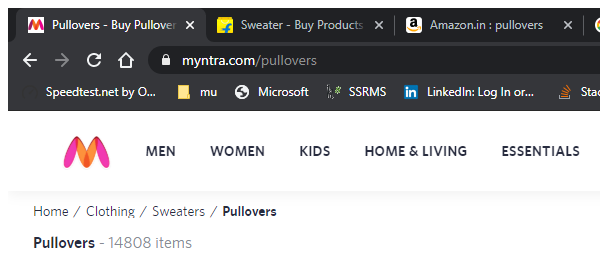 Pullovers - Buy Pullover
Sweater - Buy Products
Amazon.in : pullovers
myntra.com/pullovers
Speedtest.net by O... mu Microsoft SSRMS LinkedIn: Log In or... Stac
MEN WOMEN KIDS HOME & LIVING ESSENTIALS
Home / Clothing / Sweaters / Pullovers
Pullovers - 14808 items